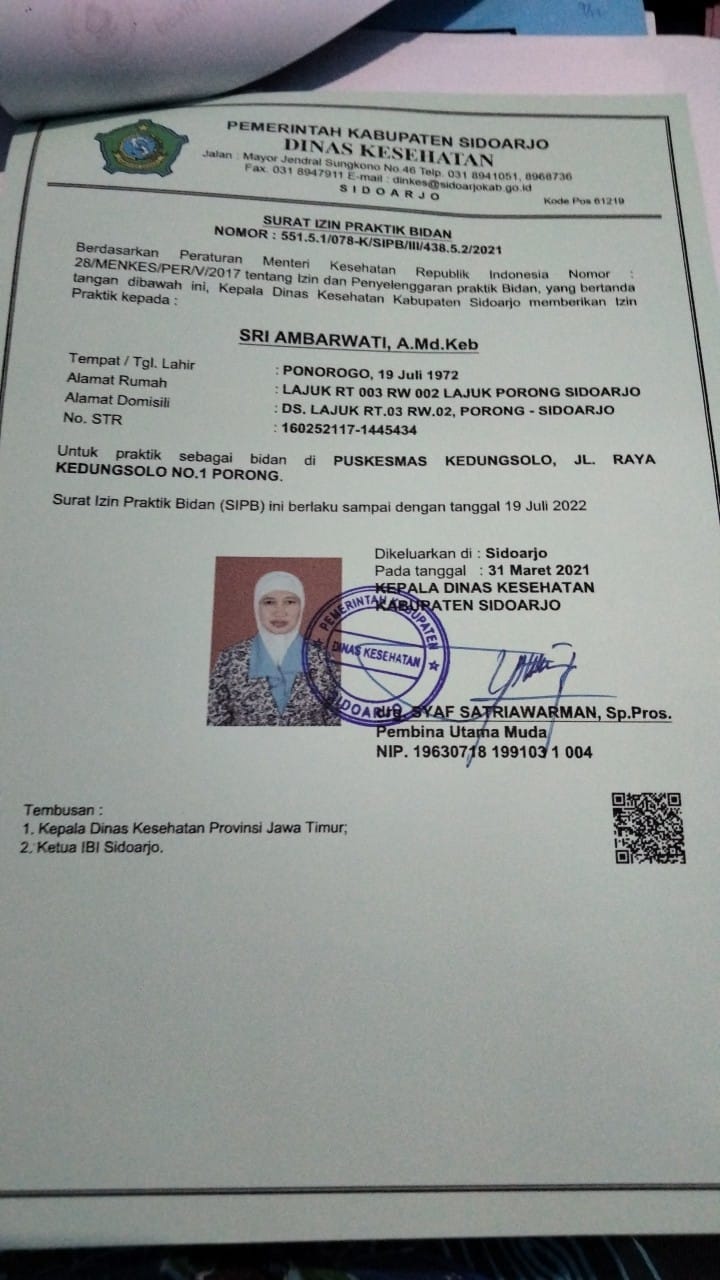 PEMERINTAH KABUPATEN SIDOARJO
DINAS KESEHATAN
Jalan : Mayor Jendral Sungkono No.46 Telp. 031 8941051, 8968736
Fax. 031 8947911 E-mail : dinkes@sidoarjokab.go.id
SIDOARJO
Kode Pos 61219
SURAT IZIN PRAKTIK BIDAN
NOMOR : 551.5.1/078-K/SIPB/III/438.5.2/2021
Berdasarkan Peraturan Menteri Kesehatan Republik Indonesia Nomor :
28/MENKES/PER/V/2017 tentang Izin dan Penyelenggaran praktik Bidan, yang bertanda
tangan dibawah ini, Kepala Dinas Kesehatan Kabupaten Sidoarjo memberikan Izin
Praktik kepada :
SRI AMBARWATI, A.Md.Keb
Tempat / Tgl. Lahir : PONOROGO, 19 Juli 1972
Alamat Rumah : LAJUK RT 003 RW 002 LAJUK PORONG SIDOARJO
Alamat Domisili : DS. LAJUK RT.03 RW.02, PORONG - SIDOARJO
No. STR : 160252117-1445434
Untuk praktik sebagai bidan di PUSKESMAS KEDUNGSOLO, JL. RAYA
KEDUNGSOLO NO.1 PORONG.
Surat Izin Praktik Bidan (SIPB) ini berlaku sampai dengan tanggal 19 Juli 2022
Dikeluarkan di : Sidoarjo
Pada tanggal : 31 Maret 2021
KEPALA DINAS KESEHATAN
KABUPATEN SIDOARJO
PEMERINTAH KABUPATEN
DINAS KESEHATAN
SIDOARJO
drg. SYAF SATRIAWARMAN, Sp.Pros.
Pembina Utama Muda
NIP. 19630718 199103 1 004
Tembusan :
1. Kepala Dinas Kesehatan Provinsi Jawa Timur;
2. Ketua IBI Sidoarjo.